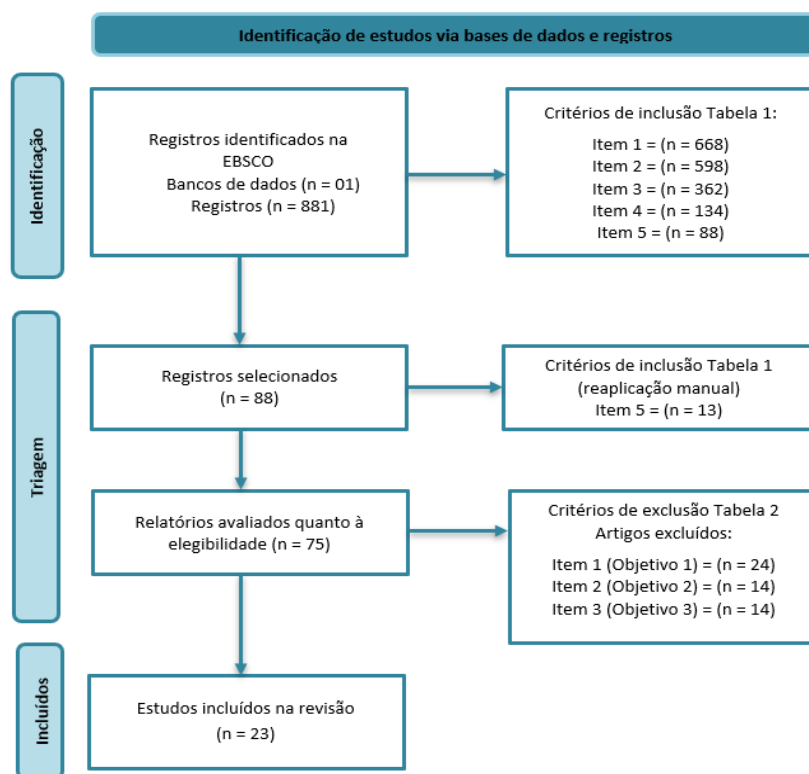 Identificação de estudos via bases de dados e registros
Identificação
Registros identificados na
EBSCO
Bancos de dados (n = 01)
Registros (n = 881)
Critérios de inclusão Tabela 1:
Item 1 = (n = 668)
Item 2 = (n = 598)
Item 3 = (n = 362)
Item 4 = (n = 134)
Item 5 = (n = 88)
Triagem
Registros selecionados
(n = 88)
Critérios de inclusão Tabela 1
(reaplicação manual)
Item 5 = (n = 13)
Relatórios avaliados quanto à
elegibilidade (n = 75)
Critérios de exclusão Tabela 2
Artigos excluídos:
Item 1 (Objetivo 1) = (n = 24)
Item 2 (Objetivo 2) = (n = 14)
Item 3 (Objetivo 3) = (n = 14)
Incluídos
Estudos incluídos na revisão
(n = 23)